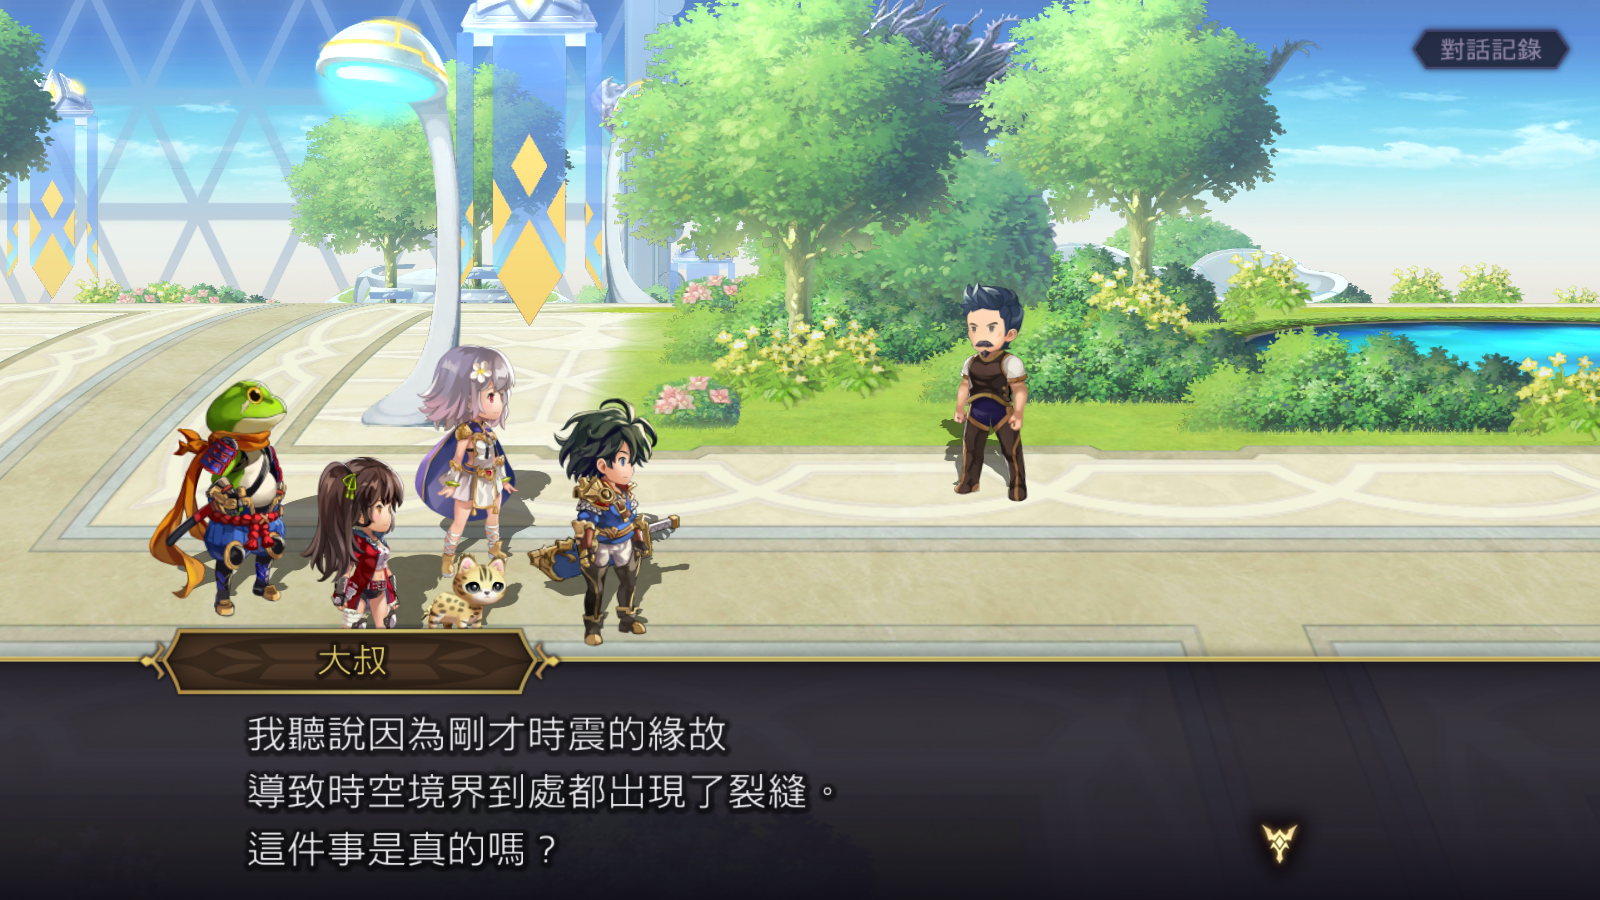 對話記錄
大叔
我聽說因為剛才時震的緣故
導致時空境界到處都出現了裂縫。
這件事是真的嗎？